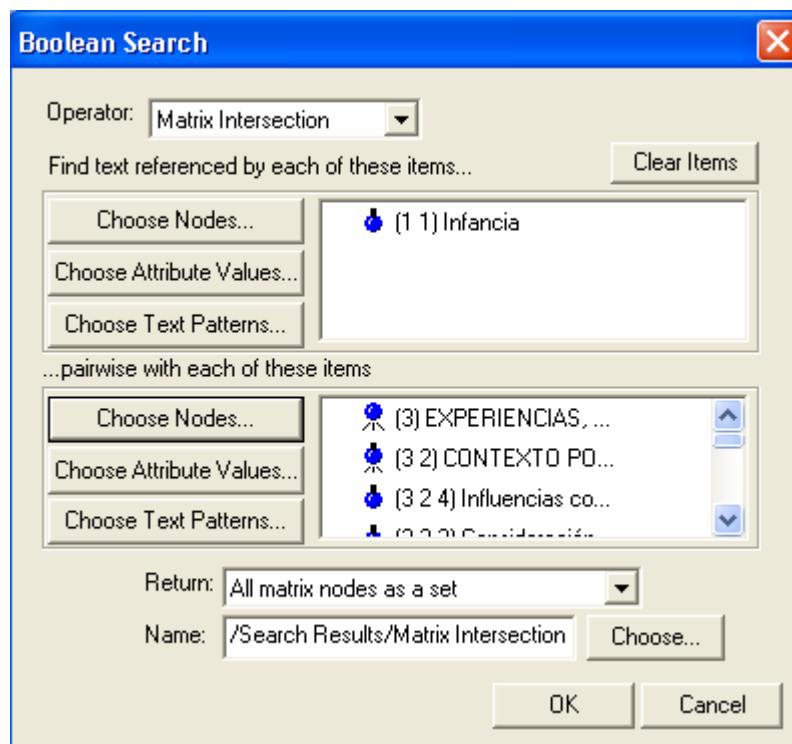 Boolean Search
Operator: Matrix Intersection
Find text referenced by each of these items...
Clear Items
Choose Nodes...
Choose Attribute Values...
Choose Text Patterns...
(1 1) Infancia
...pairwise with each of these items
Choose Nodes...
Choose Attribute Values...
Choose Text Patterns...
(3) EXPERIENCIAS, ...
(3 2) CONTEXTO PO...
(3 2 4) Influencias co...
Return: All matrix nodes as a set
Name: /Search Results/Matrix Intersection
Choose...
OK
Cancel